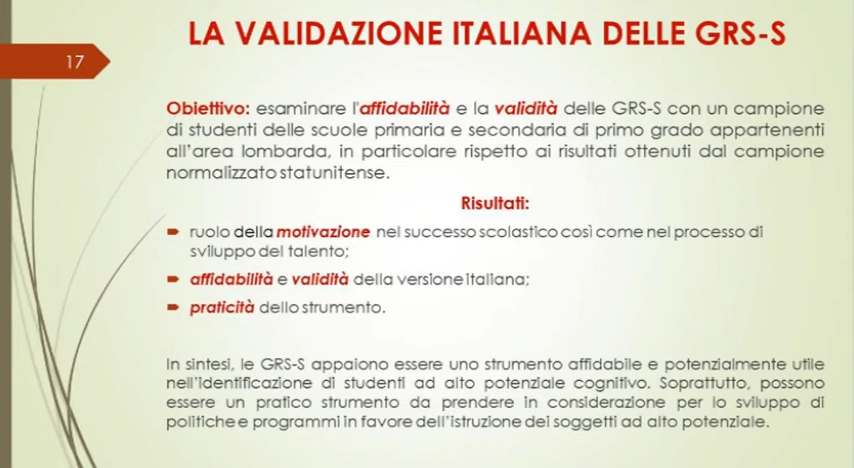 LA VALIDAZIONE ITALIANA DELLE GRS-S
17
Obiettivo: esaminare l'affidabilità e la validità delle GRS-S con un campione
di studenti delle scuole primaria e secondaria di primo grado appartenenti
all'area lombarda, in particolare rispetto ai risultati ottenuti dal campione
normalizzato statunitense.
Risultati:
ruolo della motivazione nel successo scolastico così come nel processo di
sviluppo del talento;
affidabilità e validità della versione italiana;
praticità dello strumento.
In sintesi, le GRS-S appaiono essere uno strumento affidabile e potenzialmente utile
nell'identificazione di studenti ad alto potenziale cognitivo. Soprattutto, possono
essere un pratico strumento da prendere in considerazione per lo sviluppo di
politiche e programmi in favore dell'istruzione dei soggetti ad alto potenziale.